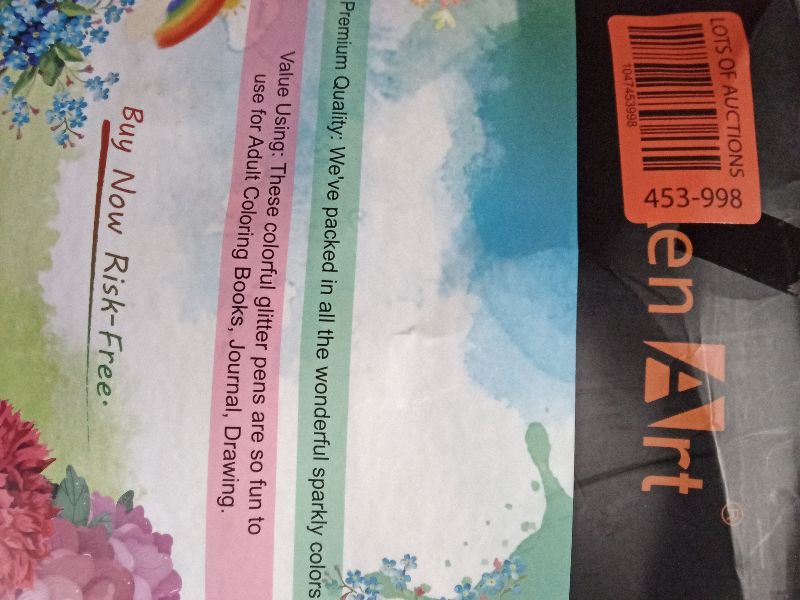 LOTS OF AUCTIONS
1047453998
453-998
en Art ®
Premium Quality: We've packed in all the wonderful sparkly colors
Value Using: These colorful glitter pens are so fun to
use for Adult Coloring Books, Journal, Drawing.
Buy Now Risk-Free.